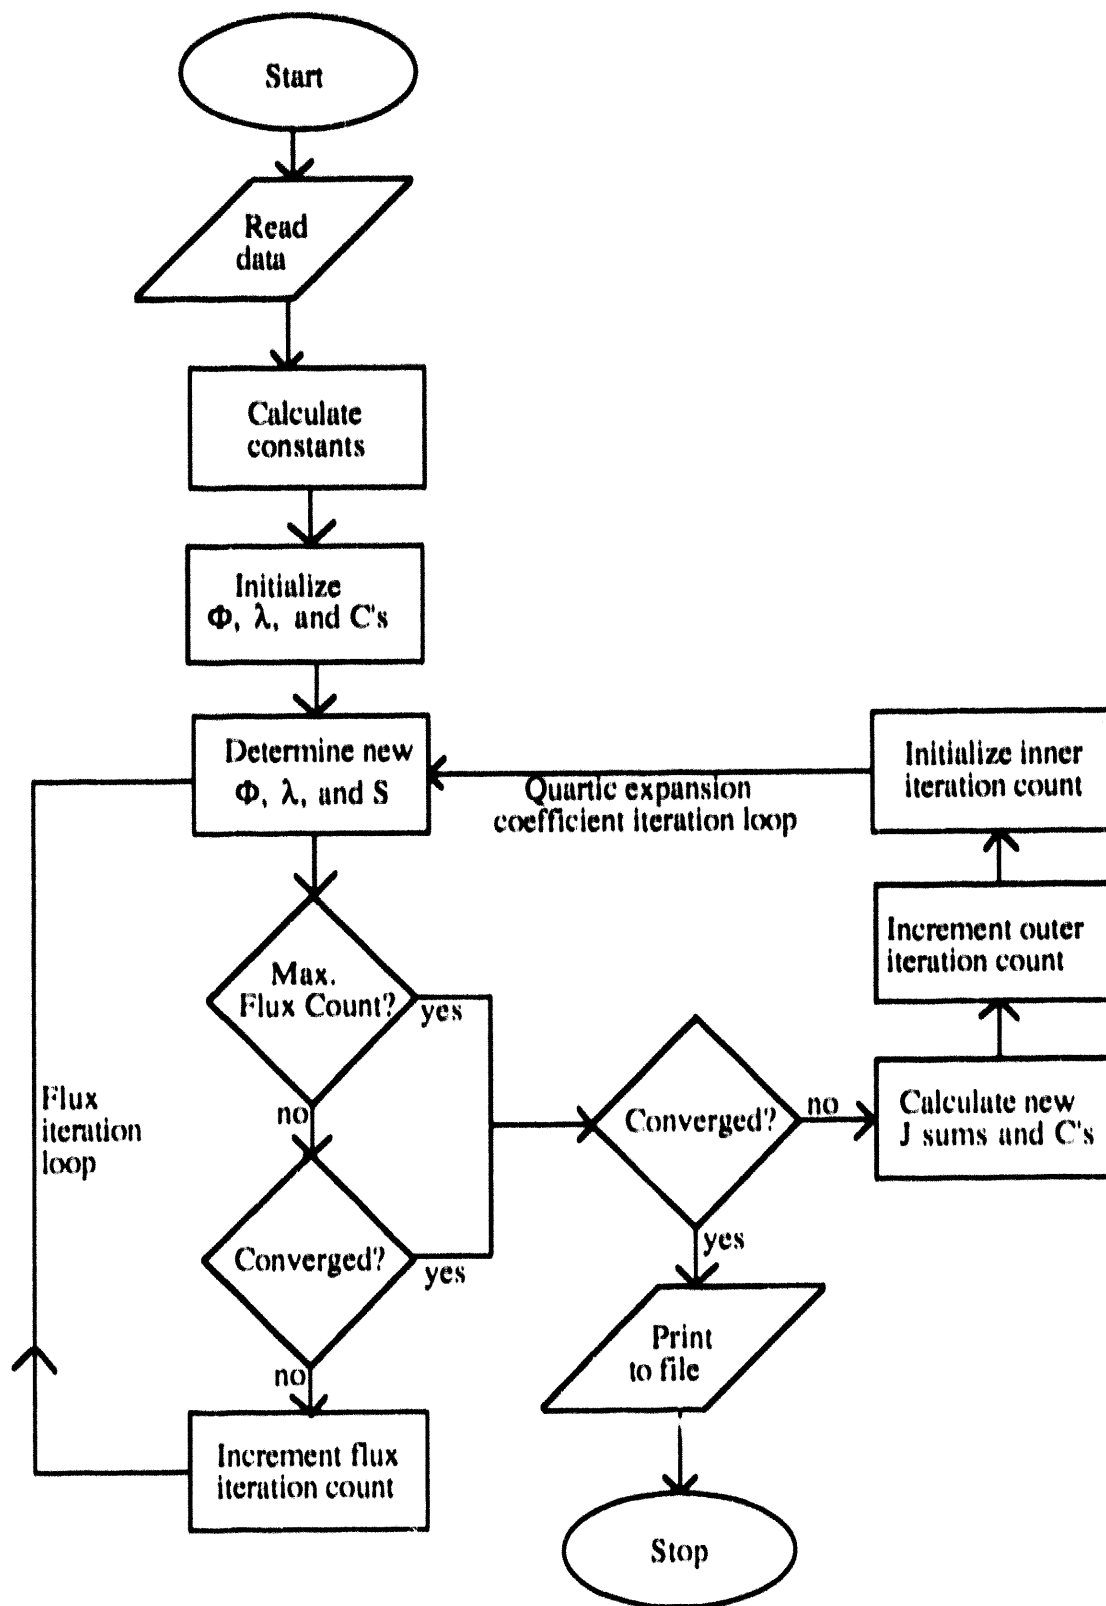 Start
Read
data
Calculate
constants
Initialize
Φ, λ, and C's
Determine new
Φ, λ, and S
Quartic expansion
coefficient iteration loop
Initialize inner
iteration count
Increment outer
iteration count
Max.
Flux Count?
yes
no
Flux
iteration
loop
Converged?
yes
no
Increment flux
iteration count
Converged?
no
yes
Calculate new
J sums and C's
Print
to file
Stop